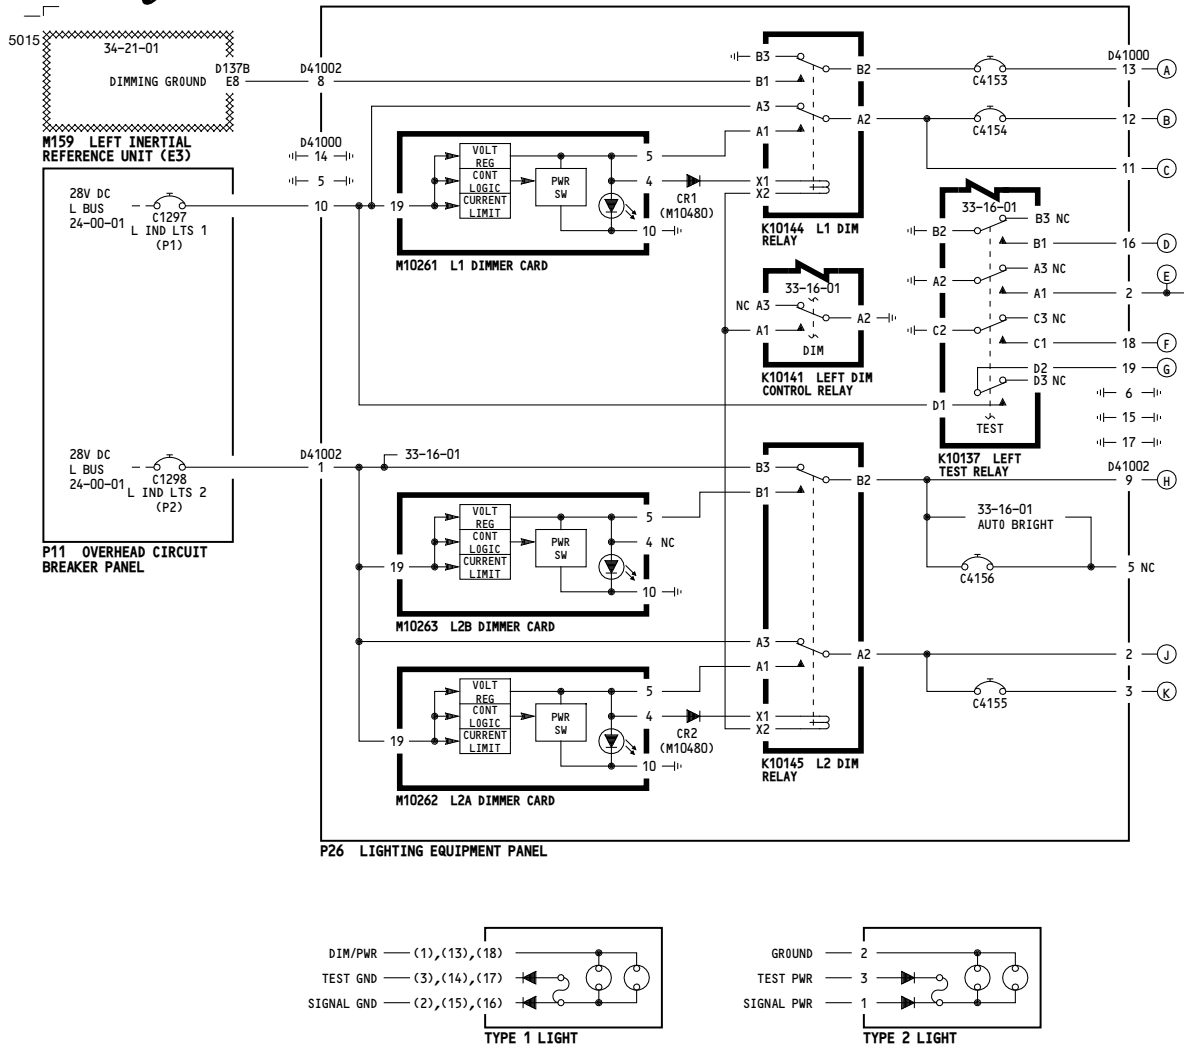 5015
34-21-01
DIMMING GROUND
D137B
E8
M159 LEFT INERTIAL
REFERENCE UNIT (E3)
D41002
8
D41000
14
5
10
28V DC
L BUS
24-00-01
C1297
L IND LTS 1
(P1)
28V DC
L BUS
24-00-01
C1298
L IND LTS 2
(P2)
P11 OVERHEAD CIRCUIT
BREAKER PANEL
D41002
1
33-16-01
19
VOLT
REG
CONT
LOGIC
CURRENT
LIMIT
PWR
SW
5
4
10
CR1
(M10480)
M10261 L1 DIMMER CARD
B3
B1
A3
A1
X1
X2
B2
A2
K10144 L1 DIM
RELAY
33-16-01
NC A3
A1
A2
DIM
K10141 LEFT DIM
CONTROL RELAY
C4153
C4154
D41000
13 A
12 B
11 C
33-16-01
B3 NC
B2
B1
16 D
A3 NC
E
A2
A1
2
C3 NC
C2
C1
18 F
D2
19 G
D3 NC
6
D1
15
TEST
17
K10137 LEFT
TEST RELAY
D41002
9 H
19
VOLT
REG
CONT
LOGIC
CURRENT
LIMIT
PWR
SW
5
4 NC
10
M10263 L2B DIMMER CARD
B3
B1
B2
33-16-01
AUTO BRIGHT
C4156
5 NC
A3
A1
A2
2 J
C4155
3 K
19
VOLT
REG
CONT
LOGIC
CURRENT
LIMIT
PWR
SW
5
4
10
CR2
(M10480)
X1
X2
M10262 L2A DIMMER CARD
K10145 L2 DIM
RELAY
P26 LIGHTING EQUIPMENT PANEL
DIM/PWR (1),(13),(18)
TEST GND (3),(14),(17)
SIGNAL GND (2),(15),(16)
TYPE 1 LIGHT
GROUND 2
TEST PWR 3
SIGNAL PWR 1
TYPE 2 LIGHT